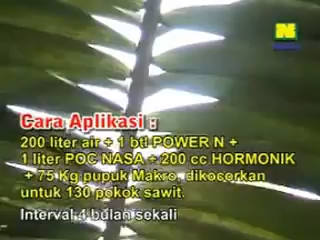 N
Cara Aplikasi :
200 liter air + 1 btl POWER N +
1 liter POC NASA + 200 cc HORMONIK
+ 75 Kg pupuk Makro, dikocorkan
untuk 130 pokok sawit.
Interval 4 bulah sekali